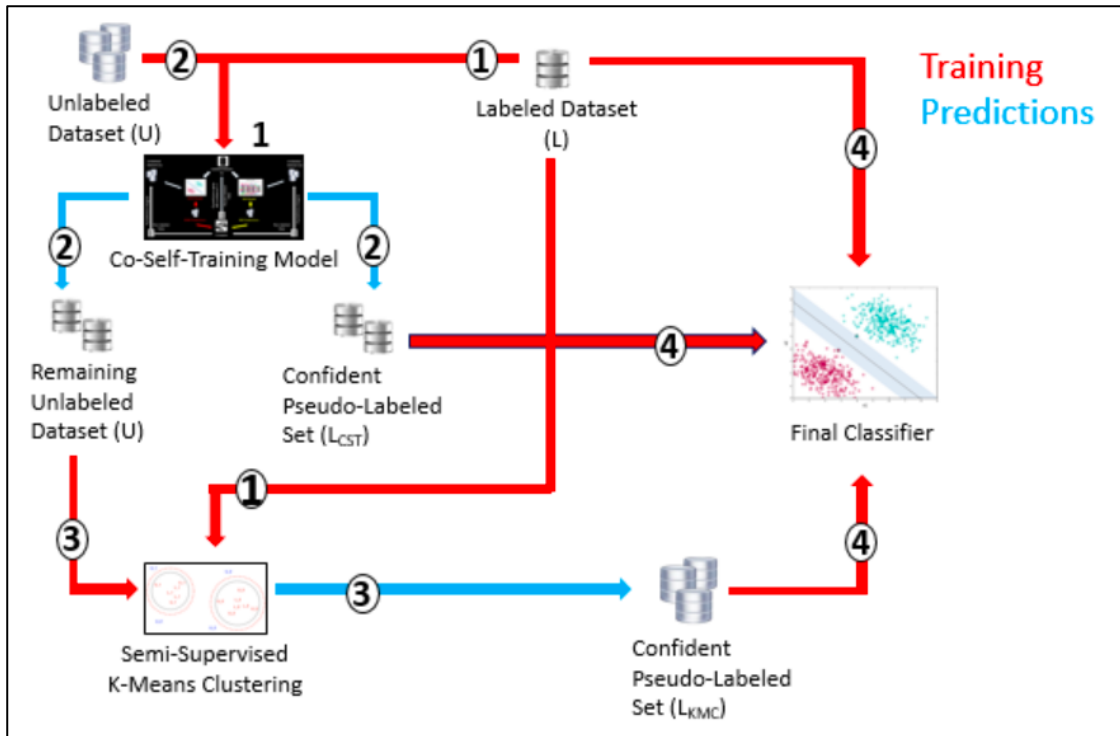 2
1
Training
Predictions
Unlabeled
Dataset (U)
1
Labeled Dataset
(L)
4
2
2
Co-Self-Training Model
4
Remaining
Unlabeled
Dataset (U)
Confident
Pseudo-Labeled
Set (L_CST)
Final Classifier
1
3
4
3
Semi-Supervised
K-Means Clustering
Confident
Pseudo-Labeled
Set (L_KMC)